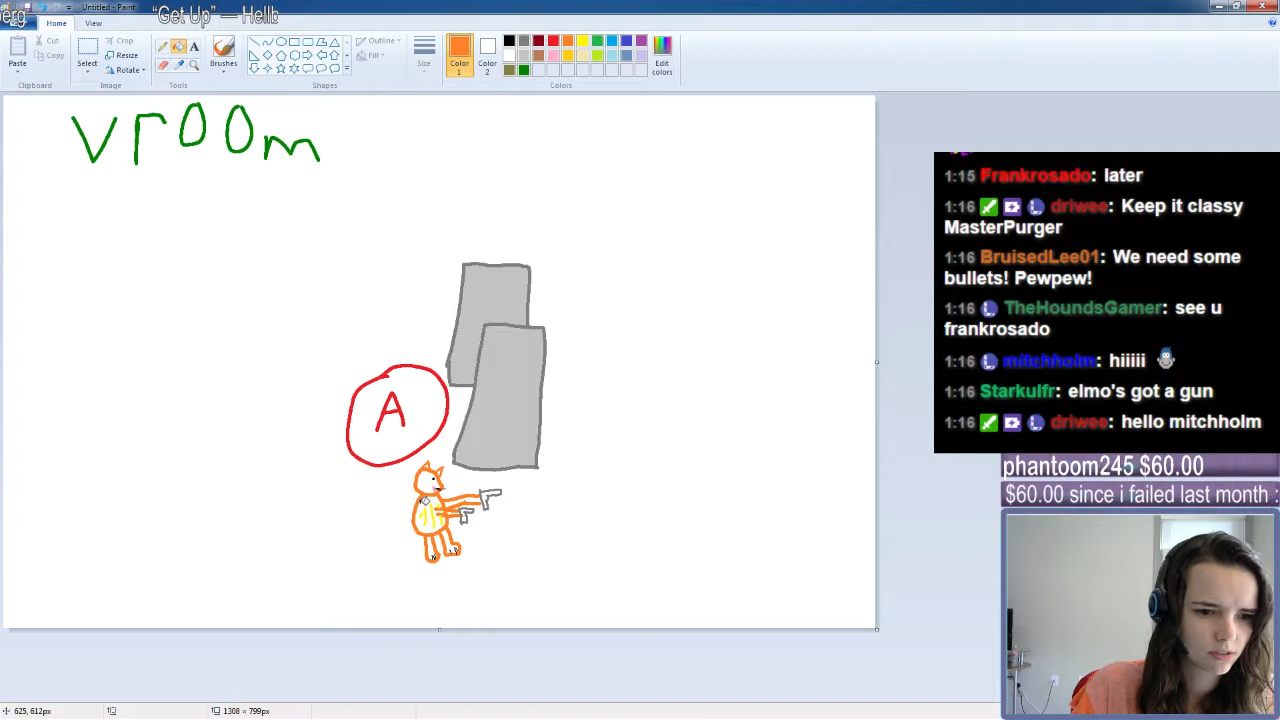 berg "Get Up" — Hellb
Untitled - Paint
Home View
Paste
Cut
Copy
Clipboard
Select
Crop
Resize
Rotate
Image
A
Tools
Brushes
Shapes
Outline
Fill
Size
Color 1
Color 2
Colors
Edit colors
vroom
A
1:15 Frankrosado: later
1:16 driwee: Keep it classy
MasterPurger
1:16 BruisedLee01: We need some
bullets! Pewpew!
1:16 TheHoundsGamer: see u
frankrosado
1:16 mitchholm: hiiiii
1:16 Starkulfr: elmo's got a gun
1:16 driwee: hello mitchholm
phantoom245 $60.00
$60.00 since i failed last month :
625, 612px
1308 × 799px